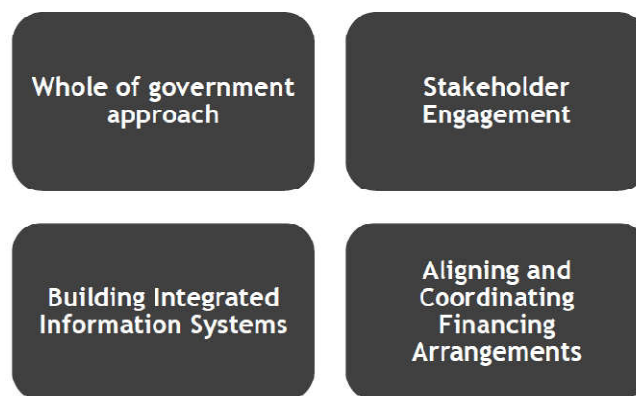 Whole of government
approach
Stakeholder
Engagement
Building Integrated
Information Systems
Aligning and
Coordinating
Financing
Arrangements